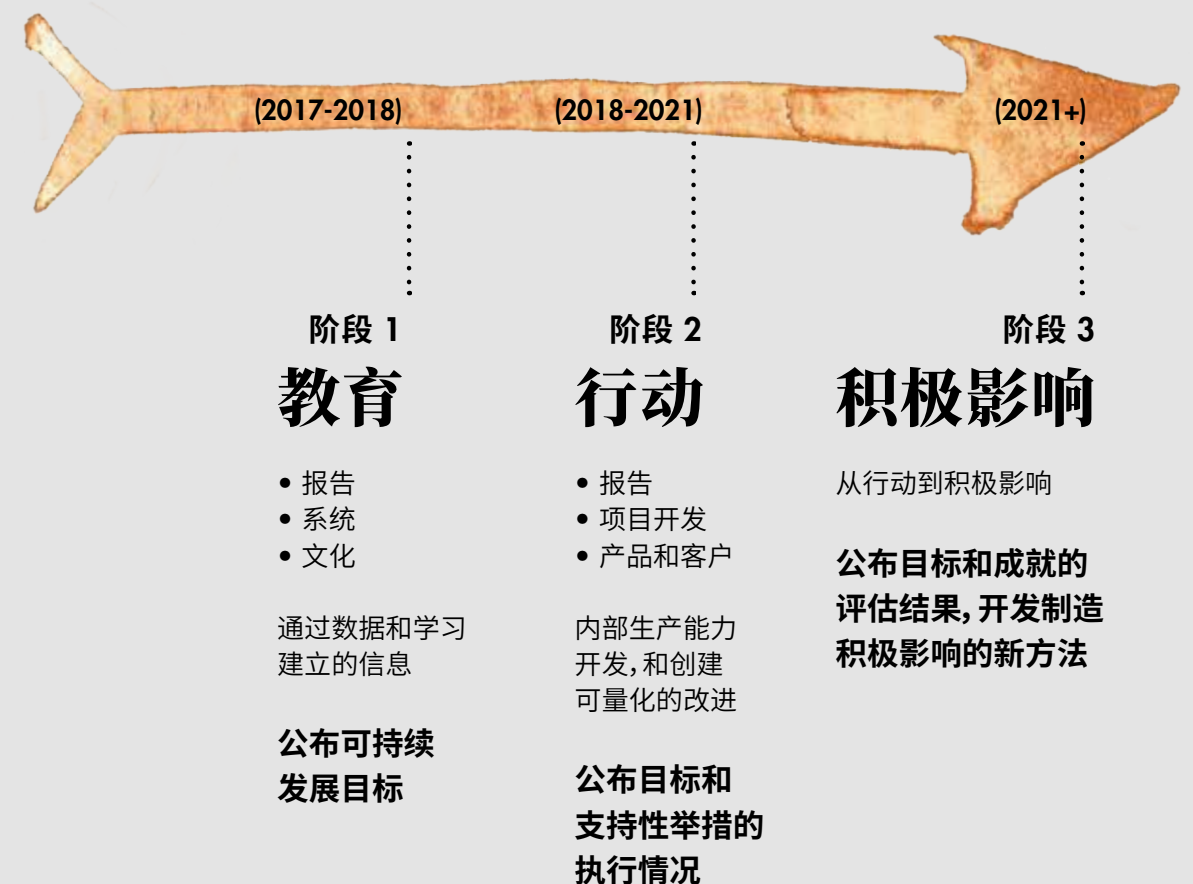 (2017-2018)
(2018-2021)
(2021+)
阶段 1
教育
• 报告
• 系统
• 文化
通过数据和学习
建立的信息
公布可持续
发展目标
阶段 2
行动
• 报告
• 项目开发
• 产品和客户
内部生产能力
开发，和创建
可量化的改进
公布目标和
支持性举措的
执行情况
阶段 3
积极影响
从行动到积极影响
公布目标和成就的
评估结果，开发制造
积极影响的新方法